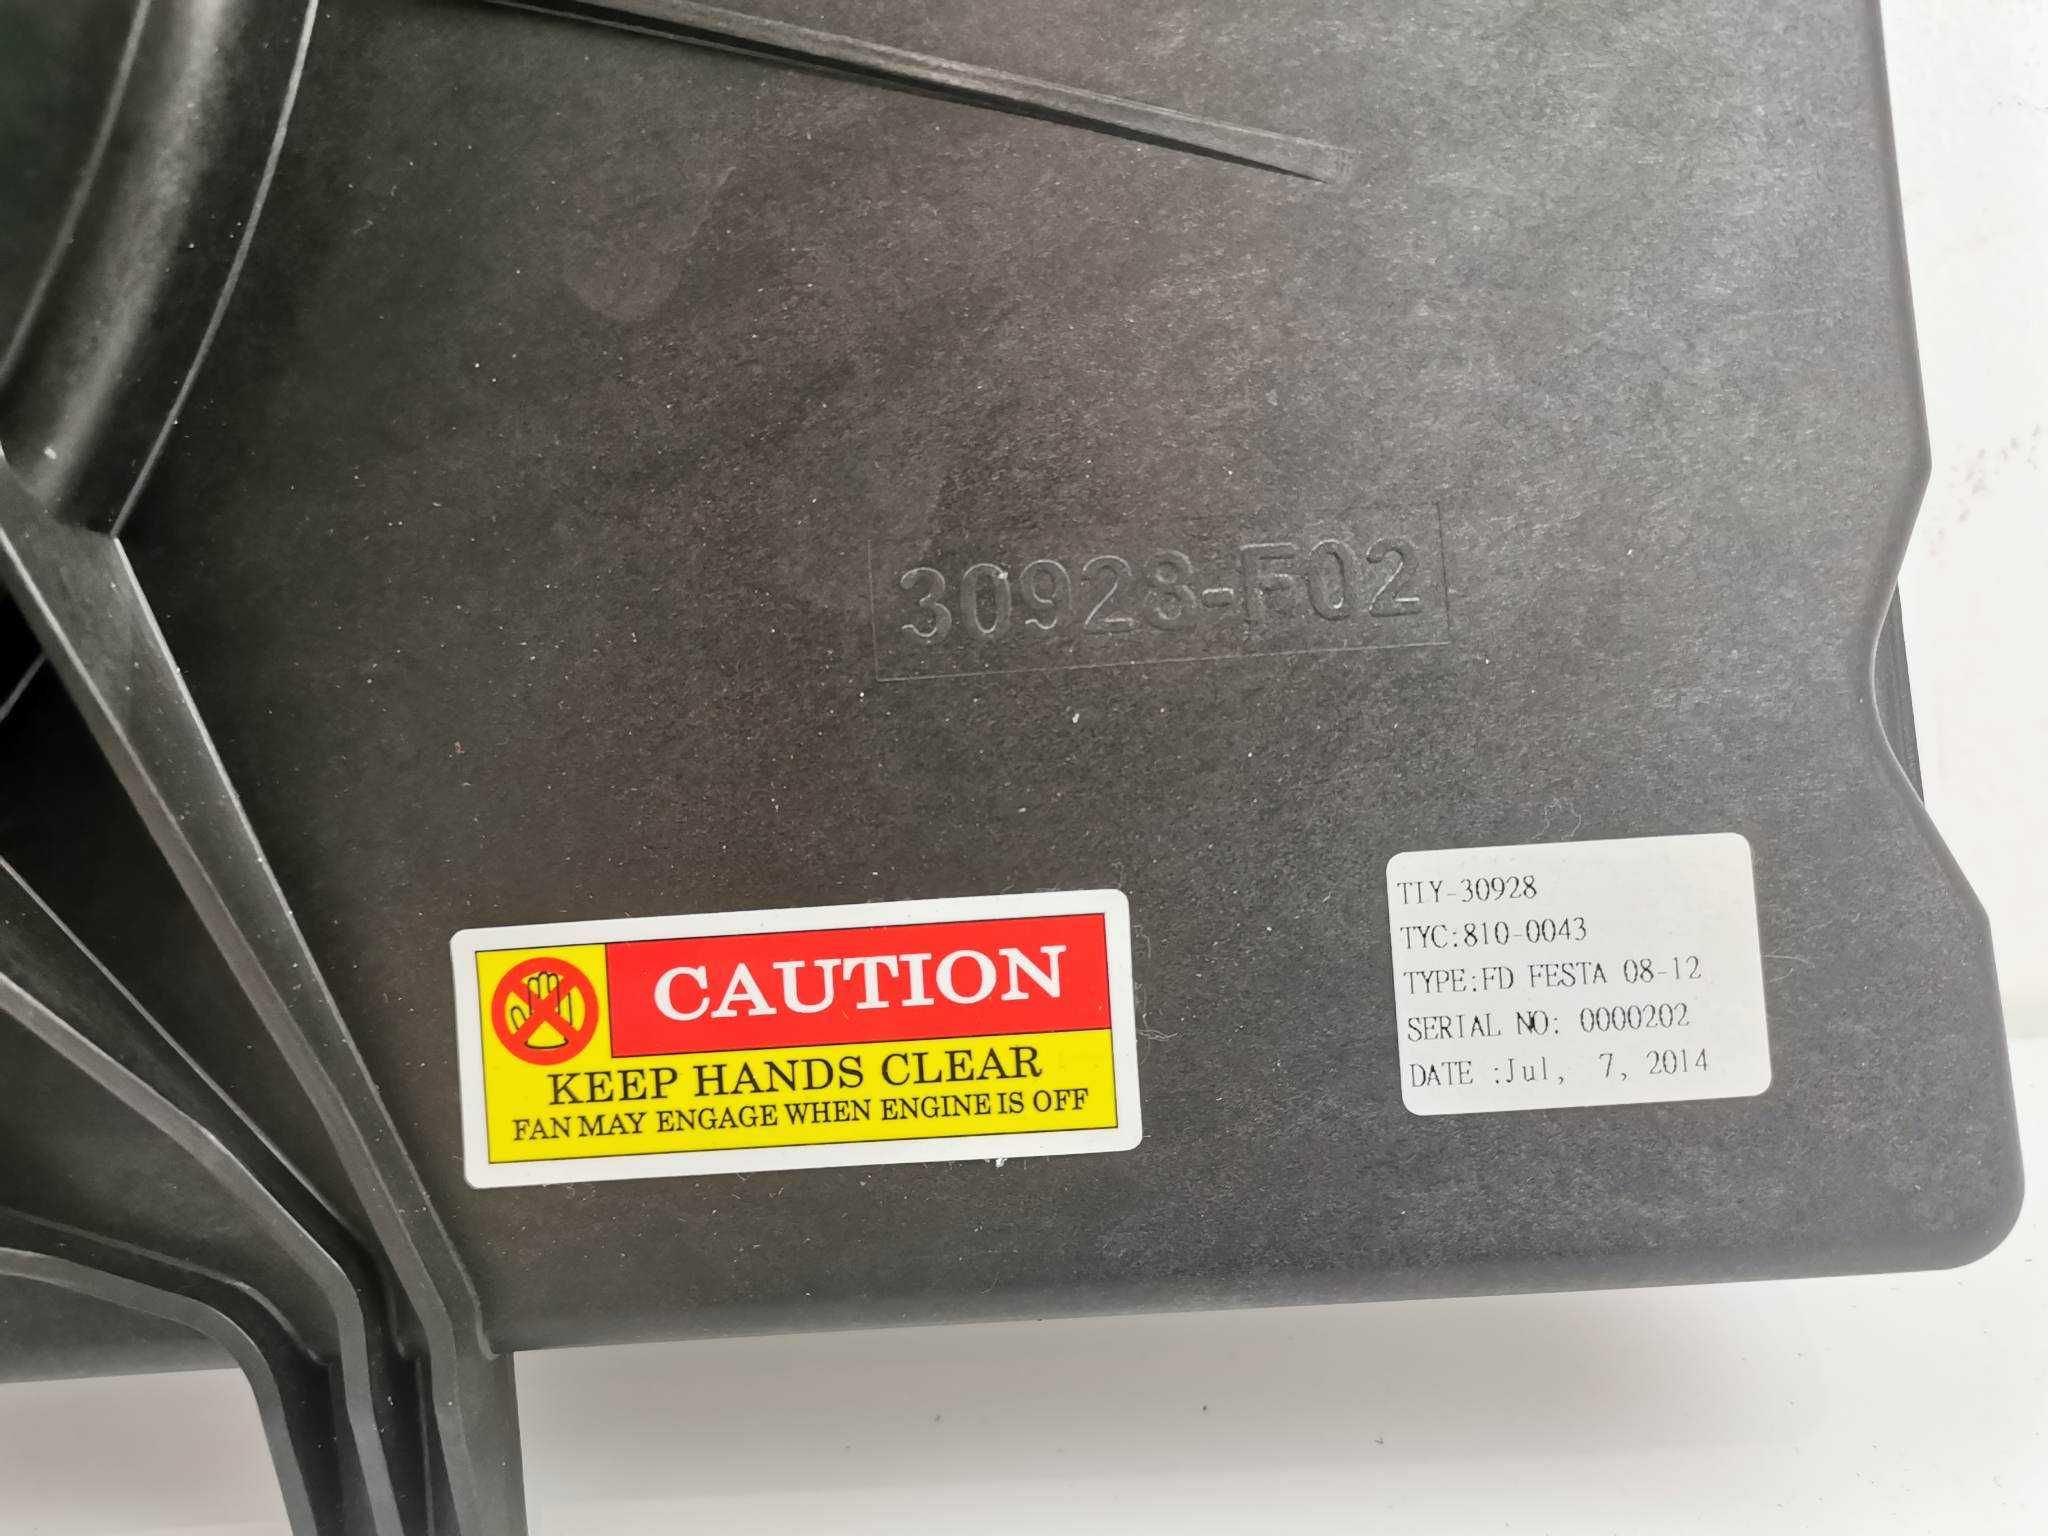 30928-F02
CAUTION
KEEP HANDS CLEAR
FAN MAY ENGAGE WHEN ENGINE IS OFF
TIY-30928
TYC:810-0043
TYPE:FD FESTA 08-12
SERIAL NO: 0000202
DATE :Jul, 7, 2014